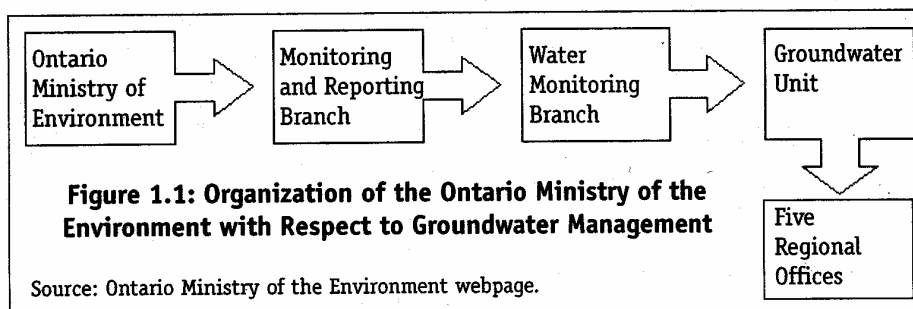 Ontario
Ministry of
Environment
Monitoring
and Reporting
Branch
Water
Monitoring
Branch
Groundwater
Unit
Five
Regional
Offices
Figure 1.1: Organization of the Ontario Ministry of the
Environment with Respect to Groundwater Management
Source: Ontario Ministry of the Environment webpage.